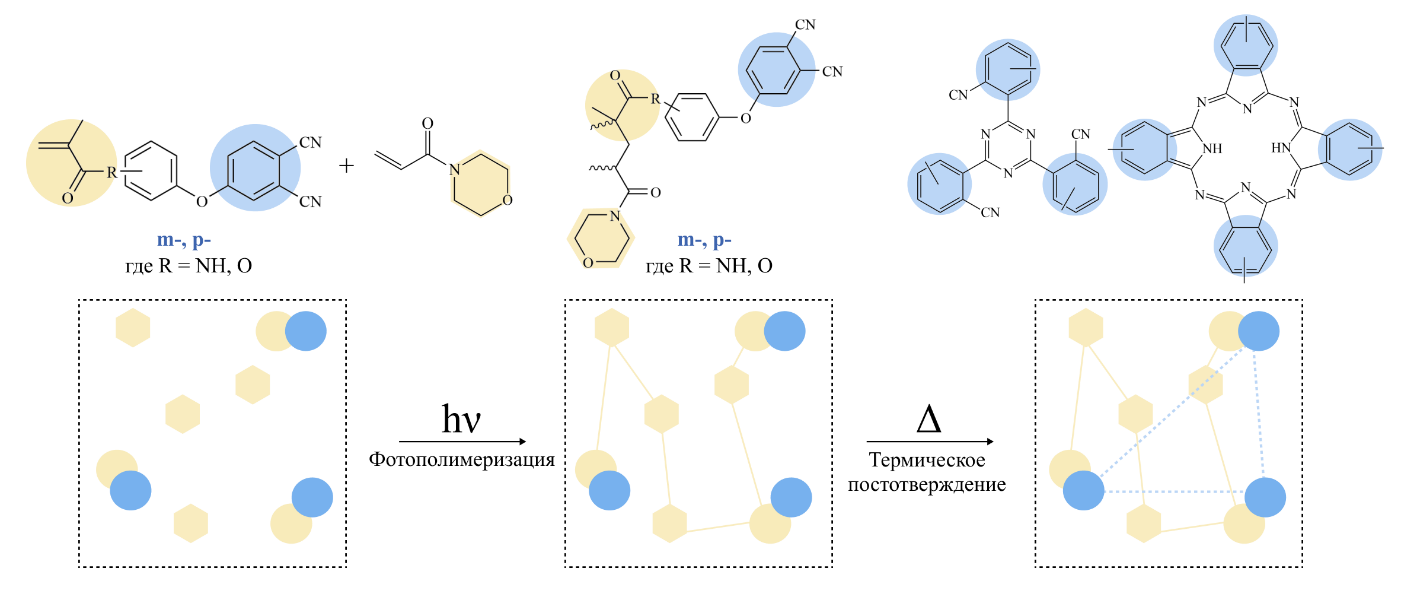 O
R
O
CN
CN
m-, p-
где R = NH, O
+
O
N
O
O
R
O
CN
CN
O
N
O
m-, p-
где R = NH, O
CN
N
N
N
CN
CN
N
N
N
NH
HN
N
N
N
hν
Фотополимеризация
Δ
Термическое
постотверждение